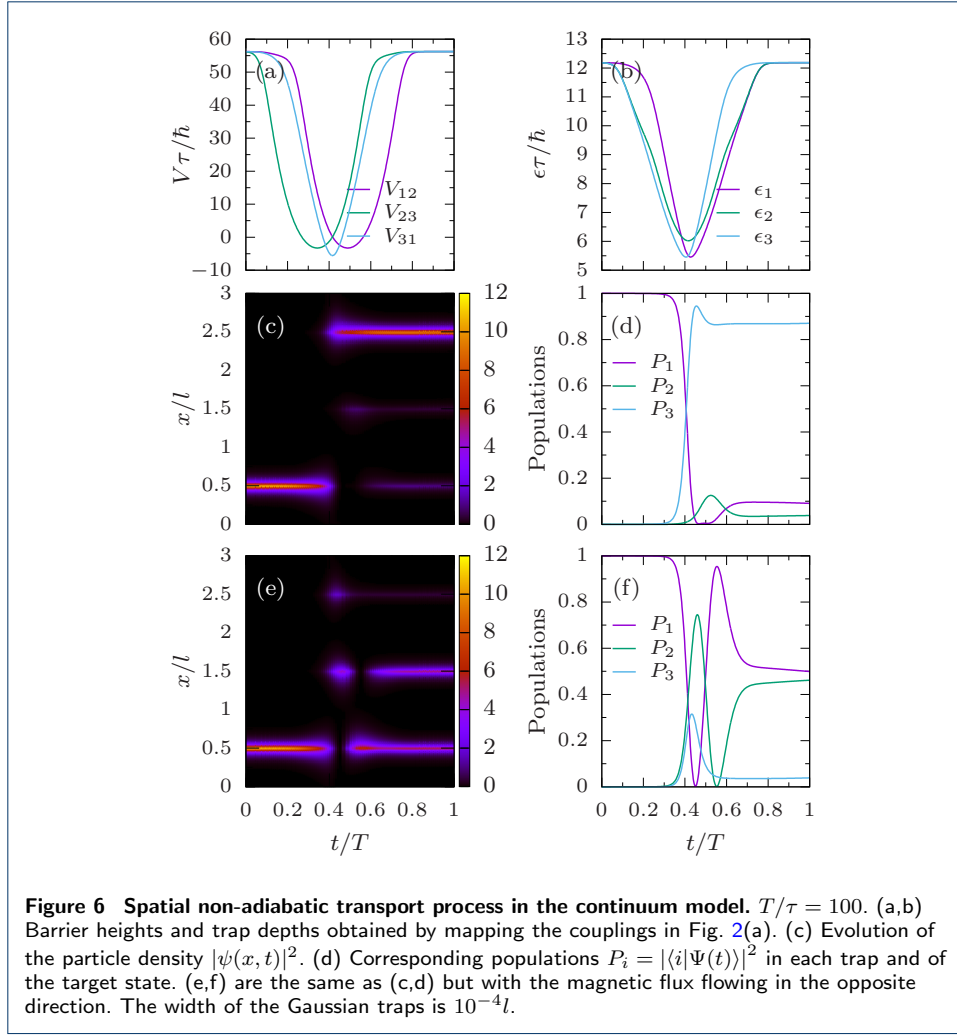 60
50
40
30
20
10
0
−10
Vτ/ħ
(a)
V12
V23
V31
13
12
11
10
9
8
7
6
5
ϵτ/ħ
(b)
ϵ1
ϵ2
ϵ3
3
2.5
1.5
0.5
0
x/l
(c)
12
10
8
6
4
2
0
1
0.8
0.6
0.4
0.2
0
Populations
(d)
P1
P2
P3
3
2.5
1.5
0.5
0
x/l
(e)
12
10
8
6
4
2
0
0 0.2 0.4 0.6 0.8 1
t/T
1
0.8
0.6
0.4
0.2
0
Populations
(f)
P1
P2
P3
0 0.2 0.4 0.6 0.8 1
t/T
Figure 6 Spatial non-adiabatic transport process in the continuum model. T/τ = 100. (a,b)
Barrier heights and trap depths obtained by mapping the couplings in Fig. 2(a). (c) Evolution of
the particle density |ψ(x, t)|². (d) Corresponding populations Pi = |⟨i|Ψ(t)⟩|² in each trap and of
the target state. (e,f) are the same as (c,d) but with the magnetic flux flowing in the opposite
direction. The width of the Gaussian traps is 10⁻⁴l.